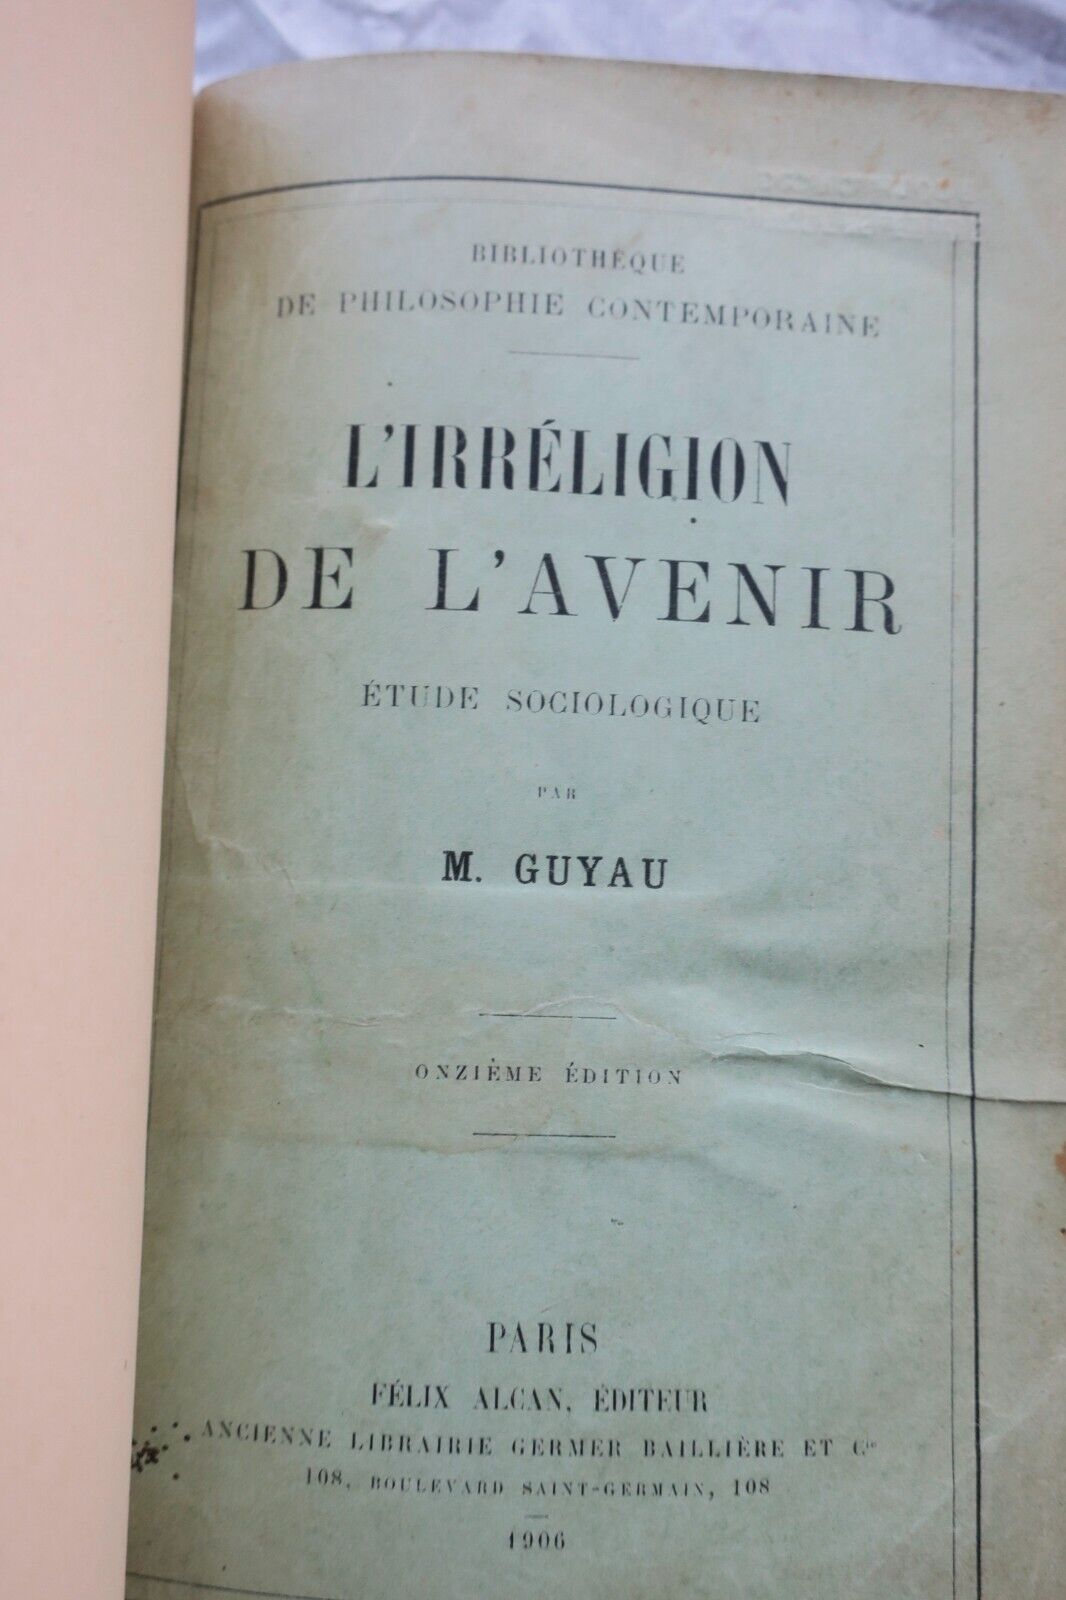 BIBLIOTHÈQUE
DE PHILOSOPHIE CONTEMPORAINE
L'IRRÉLIGION
DE L'AVENIR
ÉTUDE SOCIOLOGIQUE
PAR
M. GUYAU
ONZIÈME ÉDITION
PARIS
FÉLIX ALCAN, ÉDITEUR
ANCIENNE LIBRAIRIE GERMER BAILLIÈRE ET Cie
108, BOULEVARD SAINT-GERMAIN, 108
1906